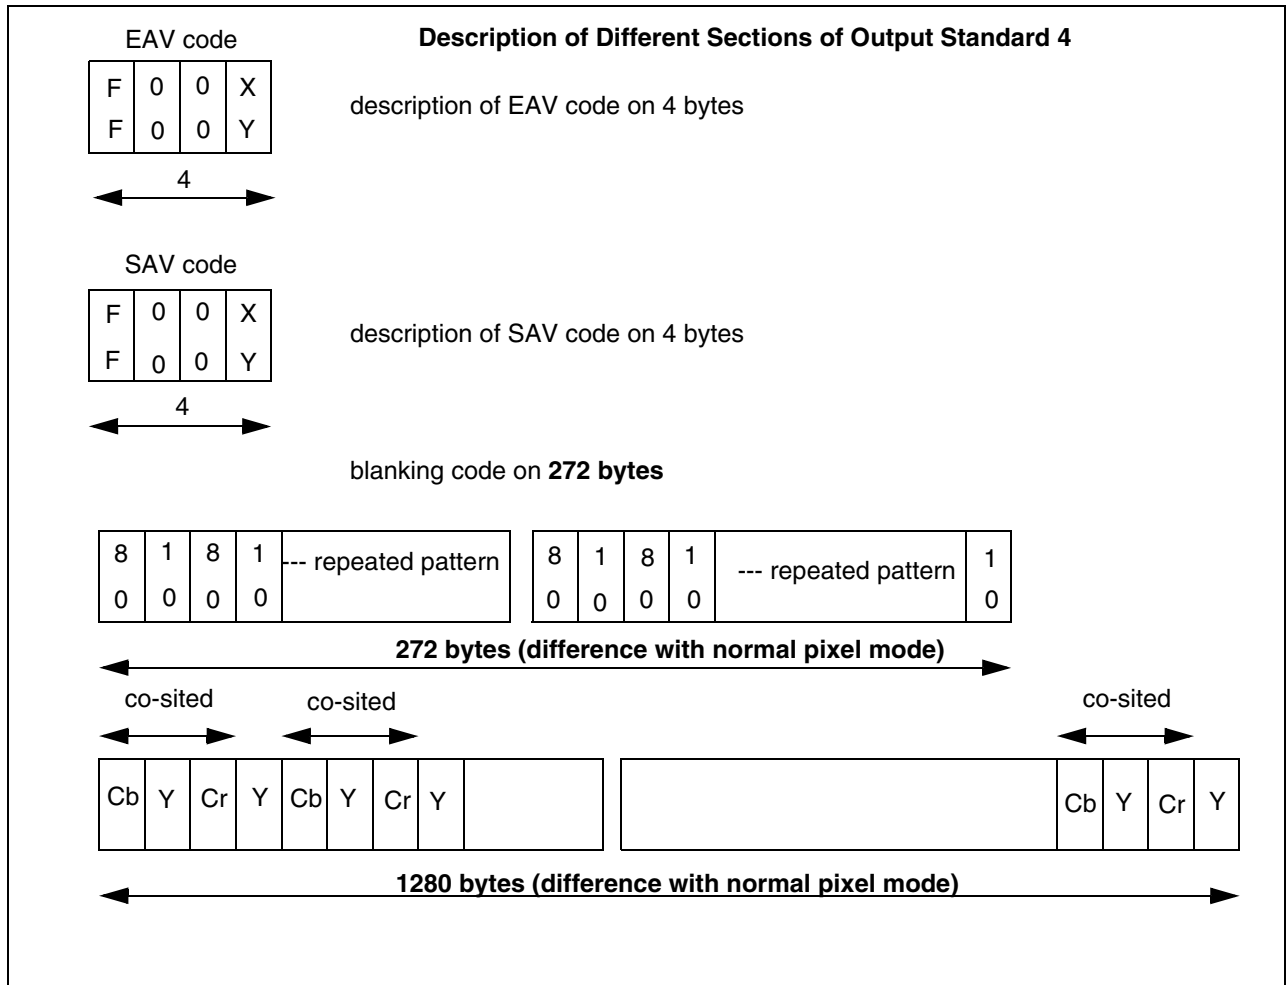 EAV code
Description of Different Sections of Output Standard 4
F 0 0 X
F 0 0 Y
description of EAV code on 4 bytes
4
SAV code
F 0 0 X
F 0 0 Y
description of SAV code on 4 bytes
4
blanking code on 272 bytes
8 1 8 1 --- repeated pattern 8 1 8 1 --- repeated pattern 1
0 0 0 0 0 0 0 0 0
272 bytes (difference with normal pixel mode)
co-sited co-sited co-sited
Cb Y Cr Y Cb Y Cr Y Cb Y Cr Y
1280 bytes (difference with normal pixel mode)